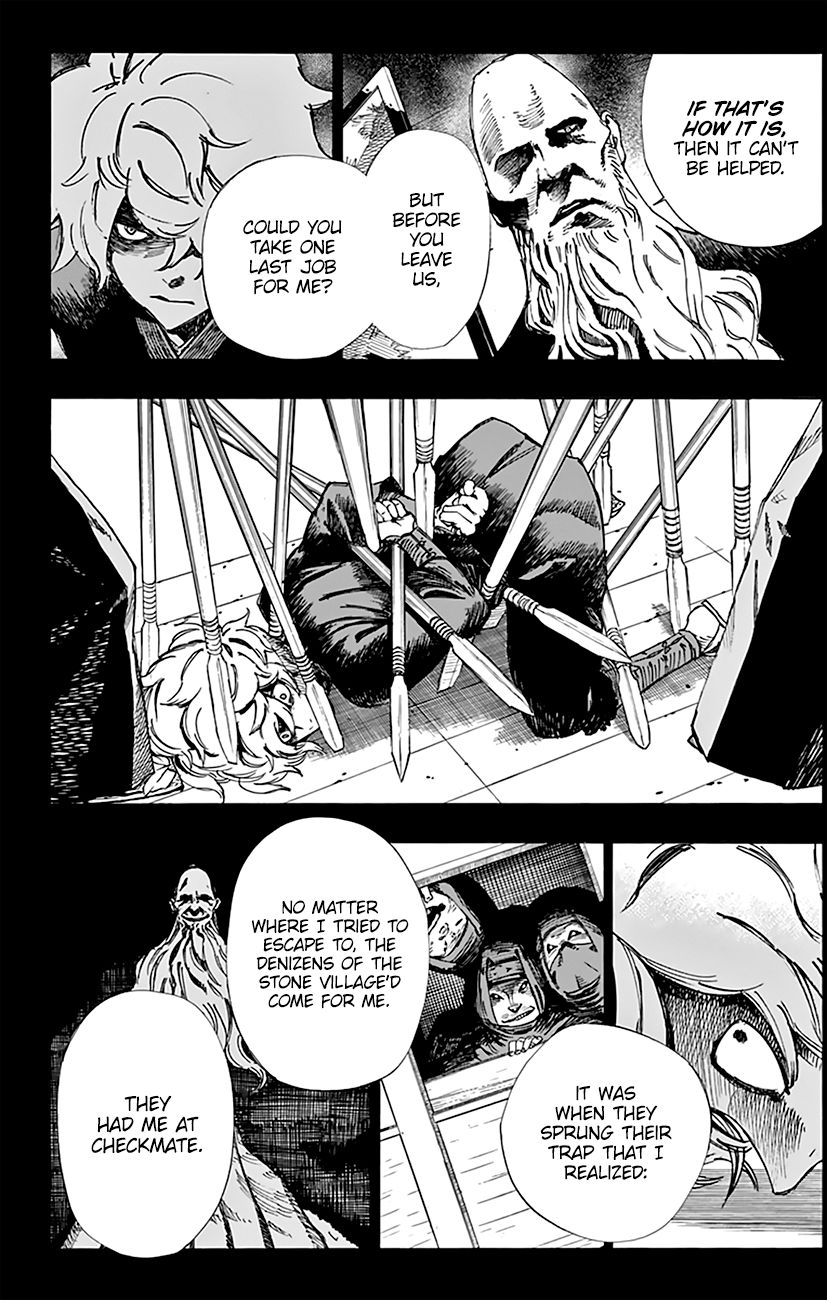 IF THAT'S
HOW IT IS,
THEN IT CAN'T
BE HELPED.
BUT
BEFORE
YOU
LEAVE
US,
COULD YOU
TAKE ONE
LAST JOB
FOR ME?
IT WAS
WHEN THEY
SPRUNG THEIR
TRAP THAT I
REALIZED:
NO MATTER
WHERE I TRIED TO
ESCAPE TO, THE
DENIZENS OF THE
STONE VILLAGE'D
COME FOR ME.
THEY
HAD ME AT
CHECKMATE.